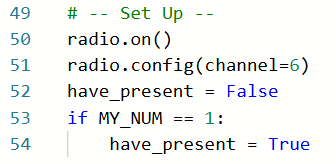 49 # -- Set Up --
50 radio.on()
51 radio.config(channel=6)
52 have_present = False
53 if MY_NUM == 1:
54     have_present = True